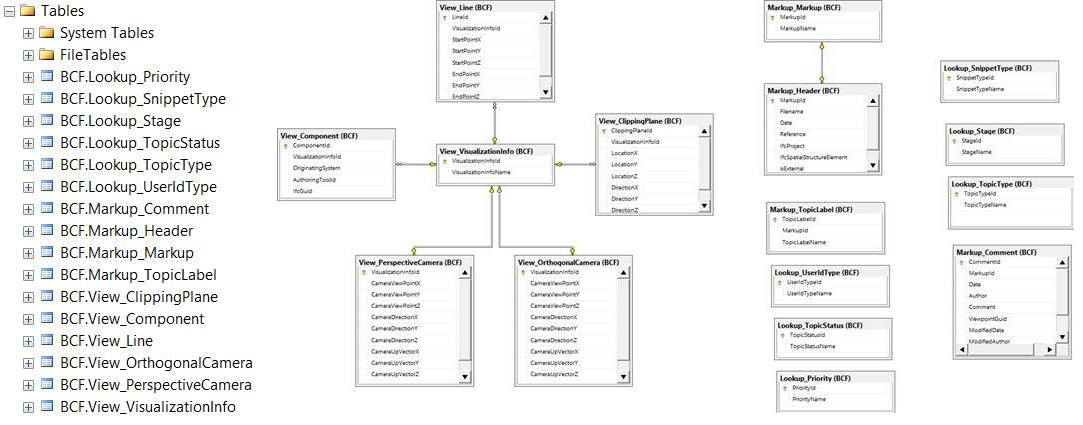 Tables
System Tables
FileTables
BCF.Lookup_Priority
BCF.Lookup_SnippetType
BCF.Lookup_Stage
BCF.Lookup_TopicStatus
BCF.Lookup_TopicType
BCF.Lookup_UserIdType
BCF.Markup_Comment
BCF.Markup_Header
BCF.Markup_Markup
BCF.Markup_TopicLabel
BCF.View_ClippingPlane
BCF.View_Component
BCF.View_Line
BCF.View_OrthogonalCamera
BCF.View_PerspectiveCamera
BCF.View_VisualizationInfo
View_Line (BCF)
LineId
VisualizationInfoId
StartPointX
StartPointY
StartPointZ
EndPointX
EndPointY
EndPointZ
View_Component (BCF)
ComponentId
VisualizationInfoId
OriginatingSystem
AuthoringToolId
IfcGuid
View_VisualizationInfo (BCF)
VisualizationInfoId
VisualizationInfoName
View_ClippingPlane (BCF)
ClippingPlaneId
VisualizationInfoId
LocationX
LocationY
LocationZ
DirectionX
DirectionY
DirectionZ
View_PerspectiveCamera (BCF)
VisualizationInfoId
CameraViewPointX
CameraViewPointY
CameraViewPointZ
CameraDirectionX
CameraDirectionY
CameraDirectionZ
CameraUpVectorX
CameraUpVectorY
CameraUpVectorZ
View_OrthogonalCamera (BCF)
VisualizationInfoId
CameraViewPointX
CameraViewPointY
CameraViewPointZ
CameraDirectionX
CameraDirectionY
CameraDirectionZ
CameraUpVectorX
CameraUpVectorY
CameraUpVectorZ
Markup_Markup (BCF)
MarkupId
MarkupName
Markup_Header (BCF)
MarkupId
Filename
Date
Reference
IfcProject
IfcSpatialStructureElement
isExternal
Markup_TopicLabel (BCF)
TopicLabelId
MarkupId
TopicLabelName
Lookup_UserIdType (BCF)
UserIdTypeId
UserIdTypeName
Lookup_TopicStatus (BCF)
TopicStatusId
TopicStatusName
Lookup_Priority (BCF)
PriorityId
PriorityName
Lookup_SnippetType (BCF)
SnippetTypeId
SnippetTypeName
Lookup_Stage (BCF)
StageId
StageName
Lookup_TopicType (BCF)
TopicTypeId
TopicTypeName
Markup_Comment (BCF)
CommentId
MarkupId
Date
Author
Comment
ViewpointGuid
ModifiedDate
ModifiedAuthor